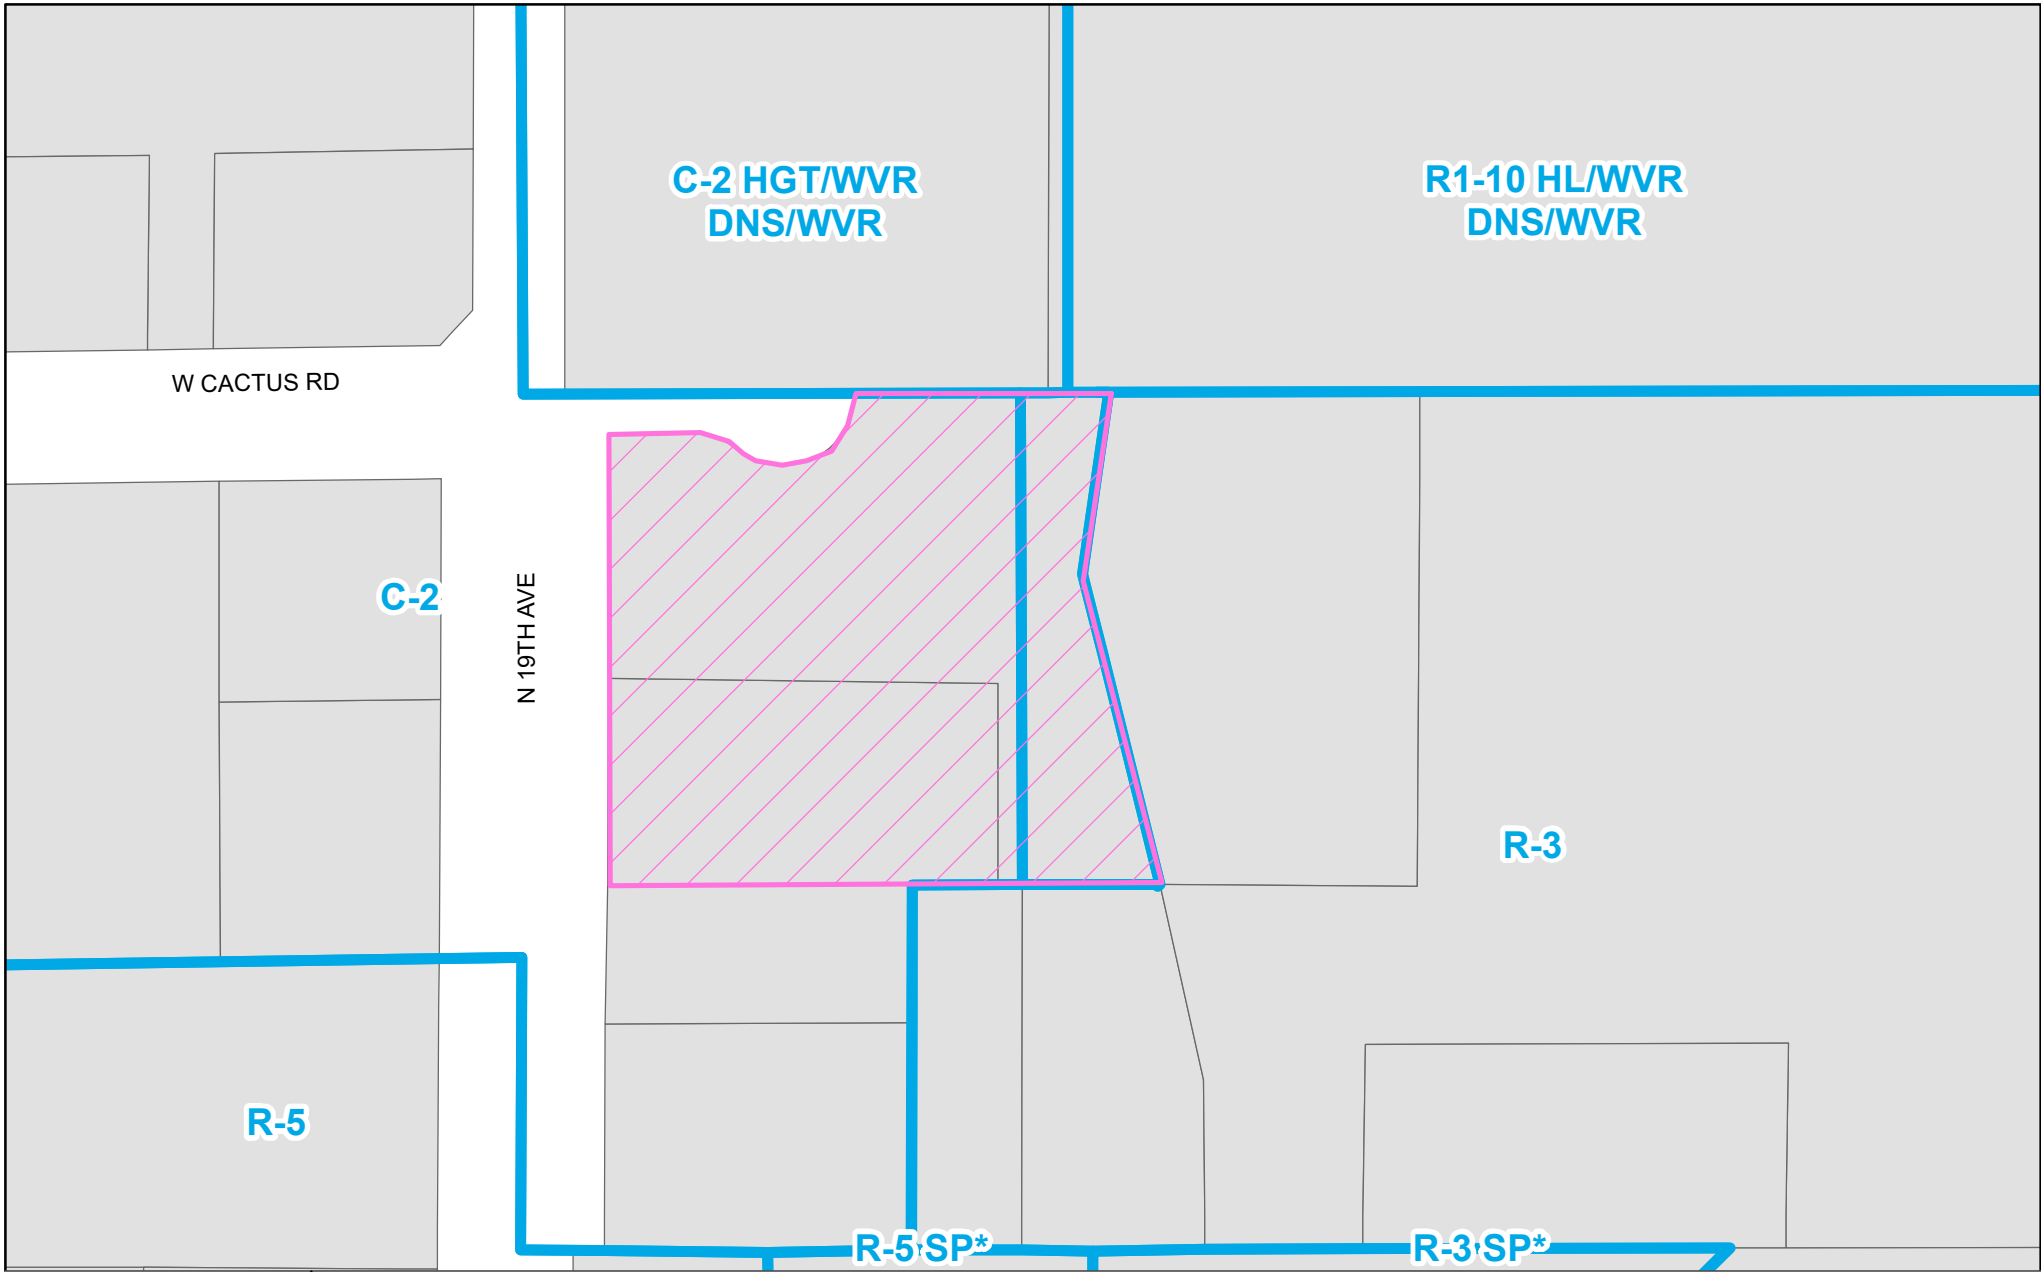 C-2 HGT/WVR
DNS/WVR
R1-10 HL/WVR
DNS/WVR
W CACTUS RD
C-2
N 19TH AVE
R-3
R-5
R-5 SP*
R-3 SP*